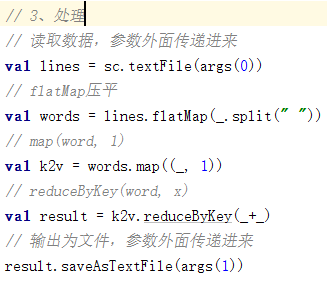 // 3、处理
// 读取数据，参数外面传递进来
val lines = sc.textFile(args(0))
// flatMap压平
val words = lines.flatMap(_.split(" "))
// map(word, 1)
val k2v = words.map((_, 1))
// reduceByKey(word, x)
val result = k2v.reduceByKey(_+_)
// 输出为文件，参数外面传递进来
result.saveAsTextFile(args(1))